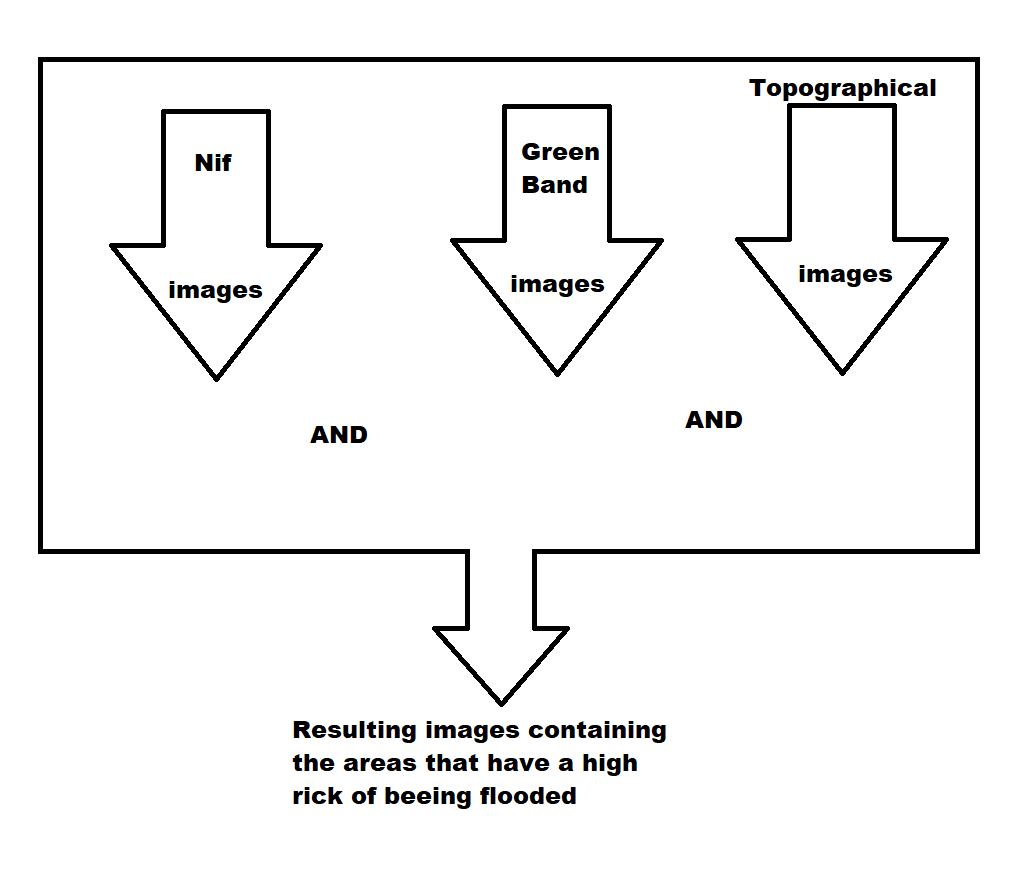 Nif
images
Green
Band
images
Topographical
images
AND
AND
Resulting images containing
the areas that have a high
rick of beeing flooded